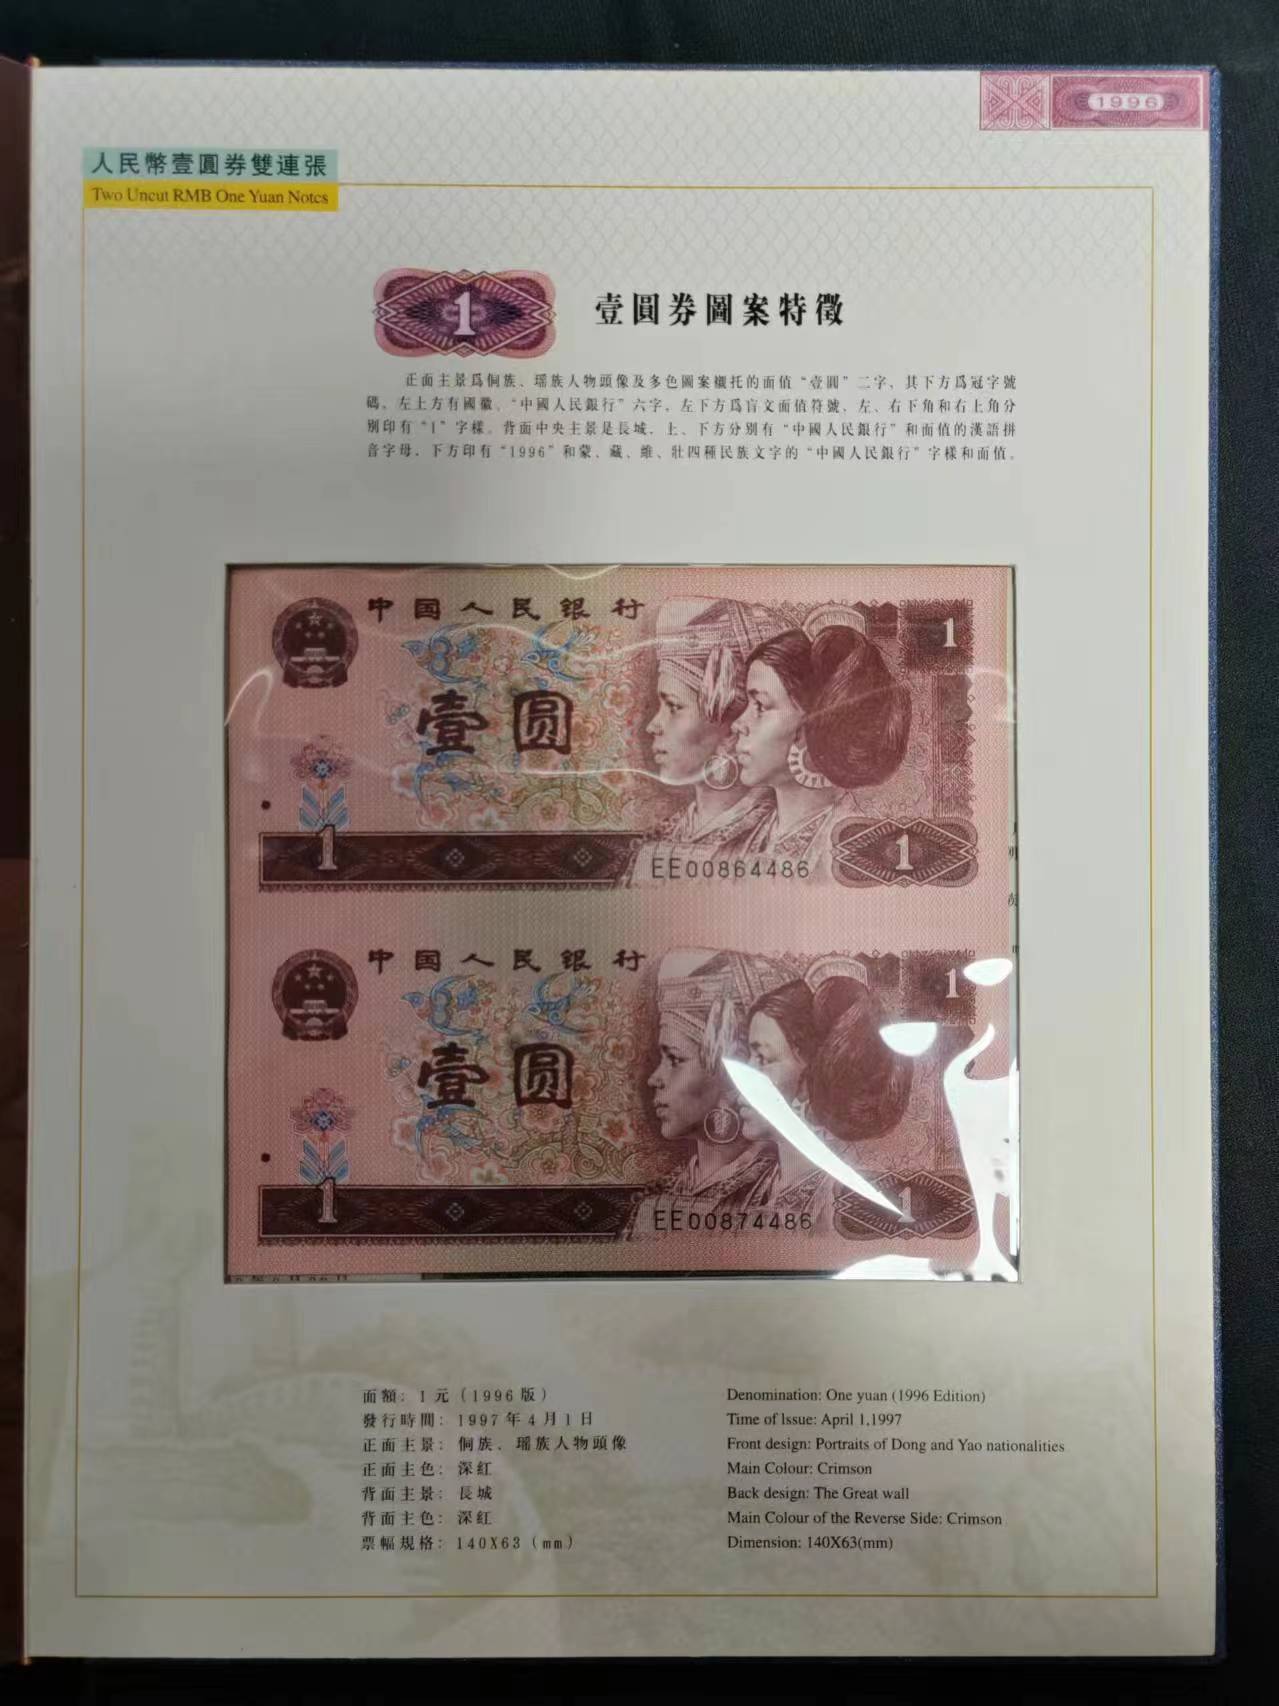 1996
人民幣壹圓券雙連張
Two Uncut RMB One Yuan Notes
1
壹圓券圖案特徵
正面主景爲侗族、瑶族人物頭像及多色圖案襯托的面值“壹圓”二字，其下方爲冠字號
碼。左上方有國徽、“中國人民銀行”六字，左下方爲盲文面值符號，左、右下角和右上角分
別印有“1”字樣。背面中央主景是長城，上、下方分別有“中國人民銀行”和面值的漢語拼
音字母，下方印有“1996”和蒙、藏、維、壯四種民族文字的“中國人民銀行”字樣和面值。
中国人民银行
1
壹圆
1
EE00864486
1
中国人民银行
1
壹圆
1
EE00874486
1
面額：1元（1996版）
發行時間：1997年4月1日
正面主景：侗族、瑶族人物頭像
正面主色：深紅
背面主景：長城
背面主色：深紅
票幅規格：140X63（mm）
Denomination: One yuan (1996 Edition)
Time of Issue: April 1,1997
Front design: Portraits of Dong and Yao nationalities
Main Colour: Crimson
Back design: The Great wall
Main Colour of the Reverse Side: Crimson
Dimension: 140X63(mm)